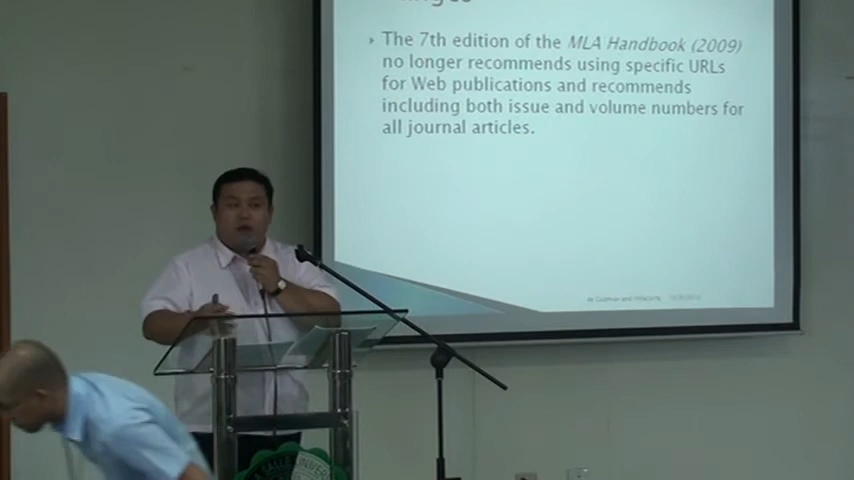 The 7th edition of the MLA Handbook (2009)
no longer recommends using specific URLs
for Web publications and recommends
including both issue and volume numbers for
all journal articles.